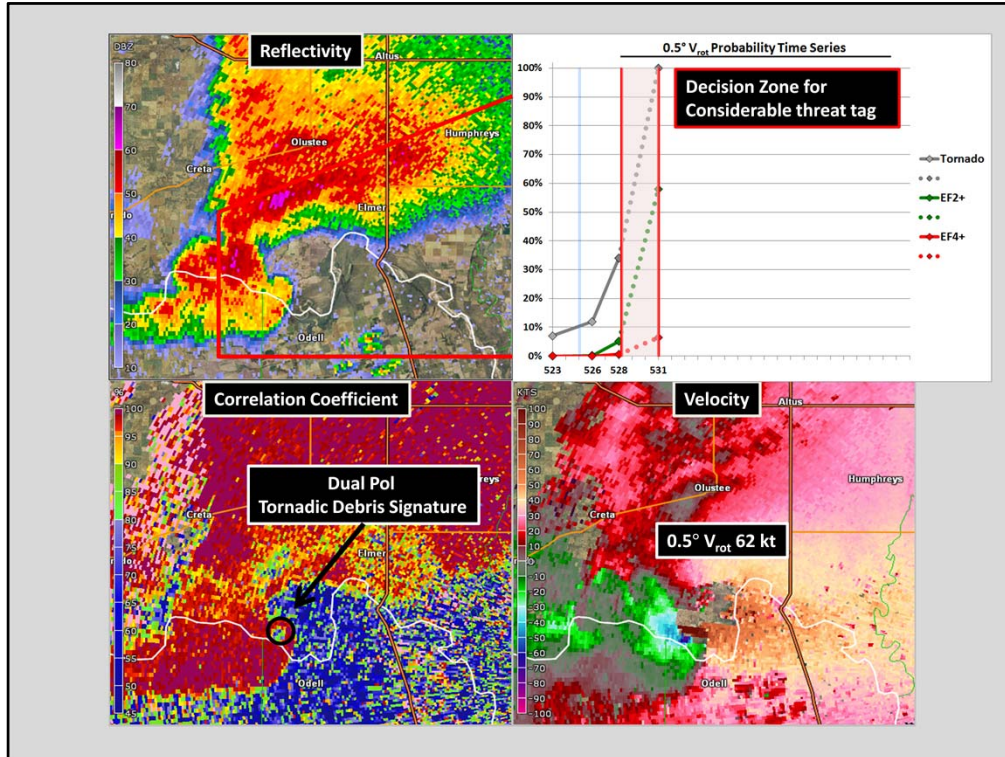 DBZ
Reflectivity
Altus
Olustee
Humphreys
Creta
Elmer
Odell
80
70
60
50
40
30
20
10
0.5° Vrot Probability Time Series
100%
90%
80%
70%
60%
50%
40%
30%
20%
10%
0%
523
526
528
531
Decision Zone for
Considerable threat tag
Tornado
EF2+
EF4+
%
Correlation Coefficient
Altus
Dual Pol
Tornadic Debris Signature
Olustee
Humphreys
Creta
Elmer
Odell
100
95
90
85
80
75
70
65
60
55
50
45
KTS
Velocity
Altus
Olustee
Humphreys
Creta
0.5° Vrot 62 kt
Odell
100
90
80
70
60
50
40
30
20
10
0
-10
-20
-30
-40
-50
-60
-70
-80
-90
-100